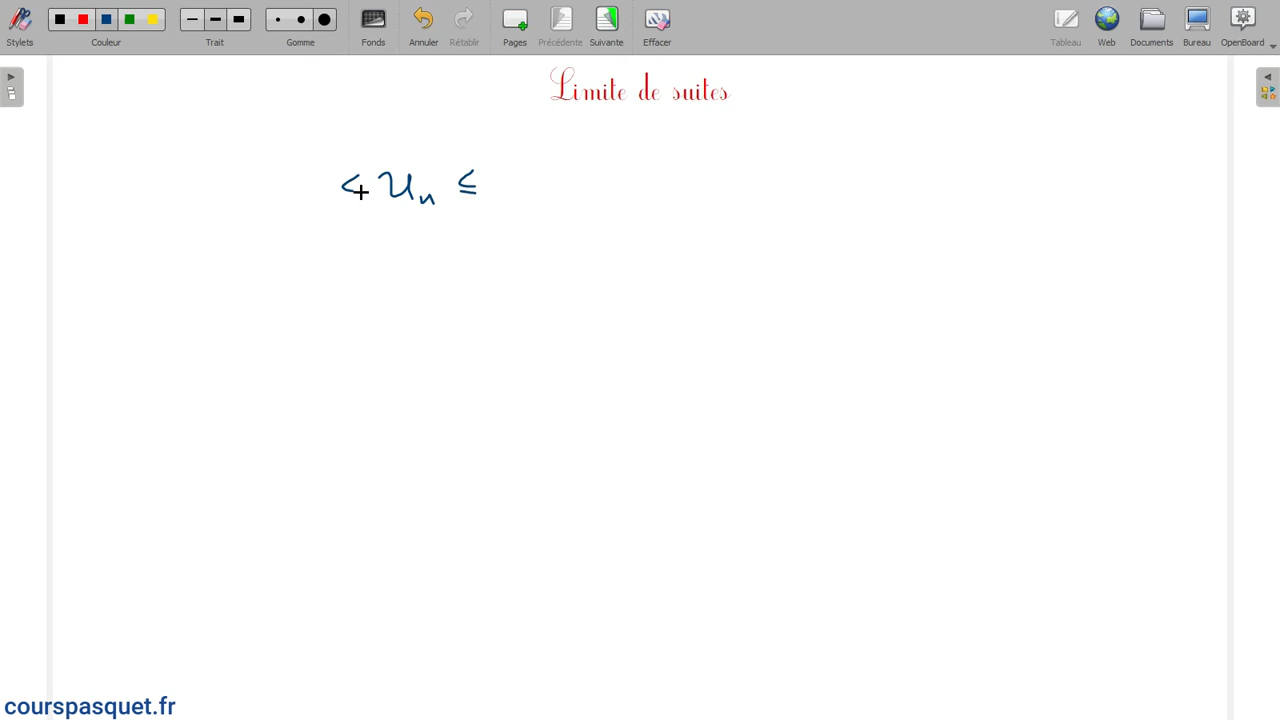 Stylets Couleur Trait Gomme Fonds Annuler Rétablir Pages Précédente Suivante Effacer Tableau Web Documents Bureau OpenBoard
Limite de suites
< Un ≤
courspasquet.fr